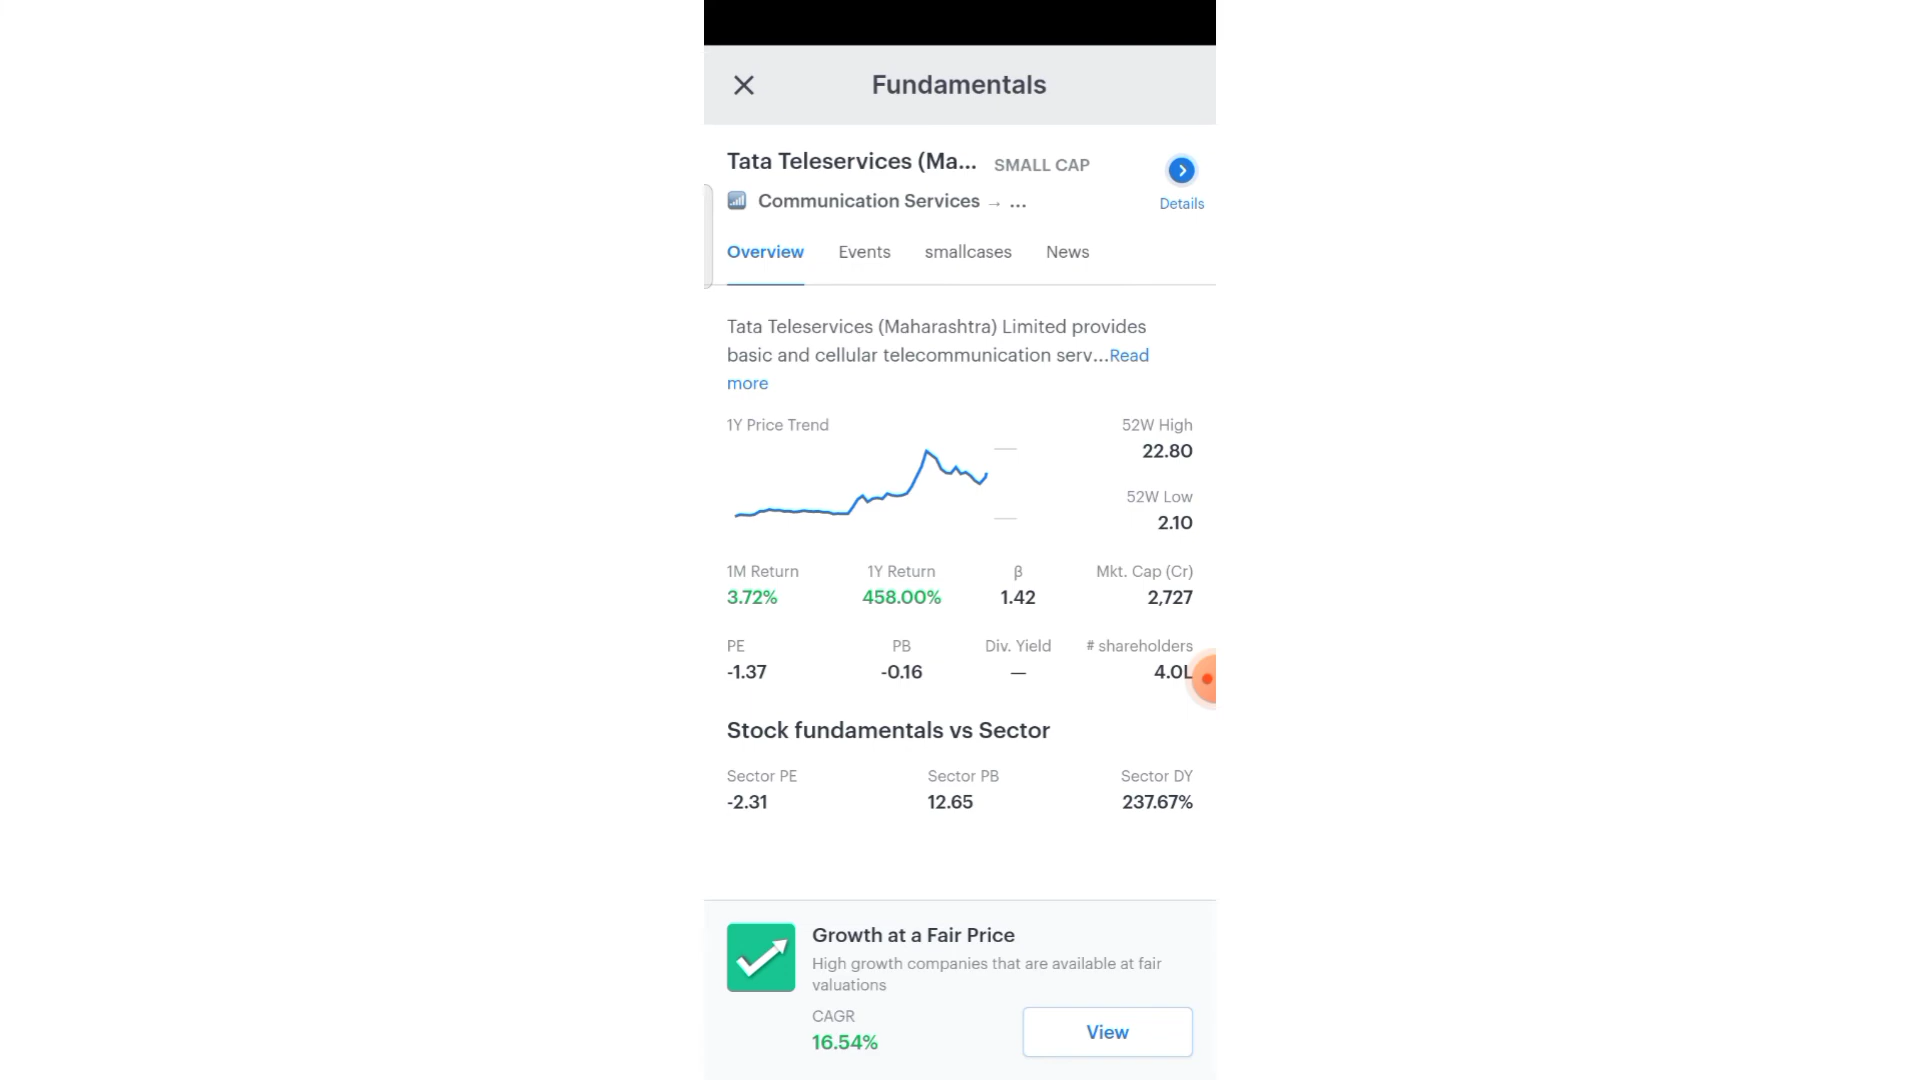 Fundamentals
Tata Teleservices (Ma... SMALL CAP
Communication Services → ...
Details
Overview Events smallcases News
Tata Teleservices (Maharashtra) Limited provides
basic and cellular telecommunication serv...Read
more
1Y Price Trend
52W High
22.80
52W Low
2.10
1M Return 1Y Return β Mkt. Cap (Cr)
3.72% 458.00% 1.42 2,727
PE PB Div. Yield # shareholders
-1.37 -0.16 — 4.0L
Stock fundamentals vs Sector
Sector PE Sector PB Sector DY
-2.31 12.65 237.67%
Growth at a Fair Price
High growth companies that are available at fair
valuations
CAGR
16.54%
View